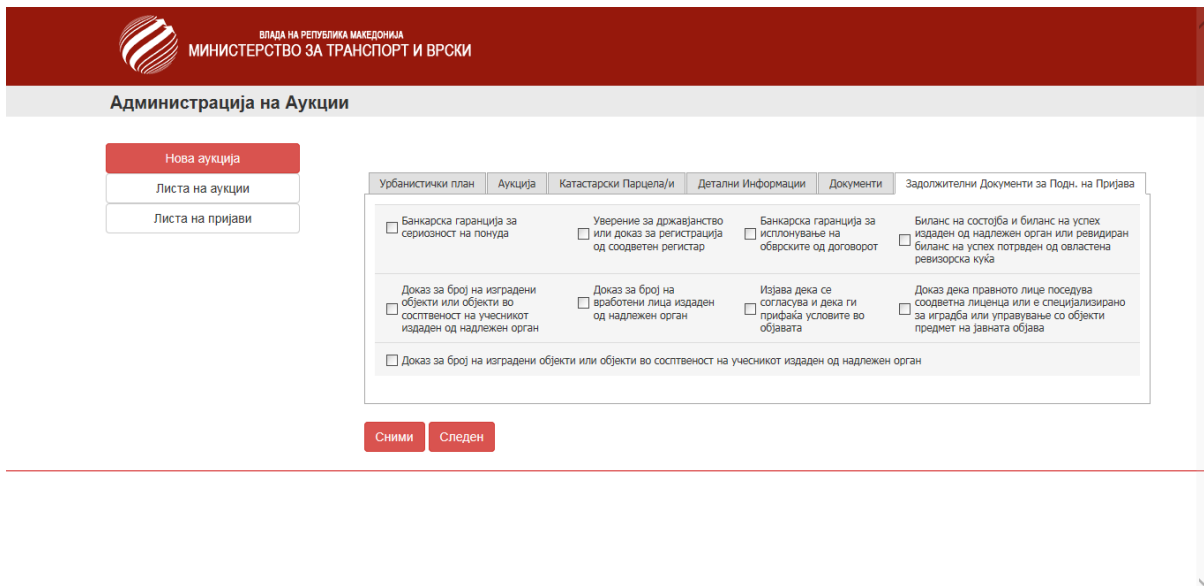 ВЛАДА НА РЕПУБЛИКА МАКЕДОНИЈА
МИНИСТЕРСТВО ЗА ТРАНСПОРТ И ВРСКИ
Администрација на Аукции
Нова аукција
Листа на аукции
Листа на пријави
Урбанистички план
Аукција
Катастарски Парцела/и
Детални Информации
Документи
Задолжителни Документи за Подн. на Пријава
Банкарска гаранција за
сериозност на понуда
Уверение за државјанство
или доказ за регистрација
од соодветен регистар
Банкарска гаранција за
исплонување на
обврските од договорот
Биланс на состојба и биланс на успех
издаден од надлежен орган или ревидиран
биланс на успех потрвден од овластена
ревизорска куќа
Доказ за број на изградени
објекти или објекти во
сосптвеност на учесникот
издаден од надлежен орган
Доказ за број на
вработени лица издаден
од надлежен орган
Изјава дека се
согласува и дека ги
прифаќа условите во
објавата
Доказ дека правното лице поседува
соодветна лиценца или е специјализирано
за иградба или управување со објекти
предмет на јавната објава
Доказ за број на изградени објекти или објекти во сосптвеност на учесникот издаден од надлежен орган
Сними
Следен